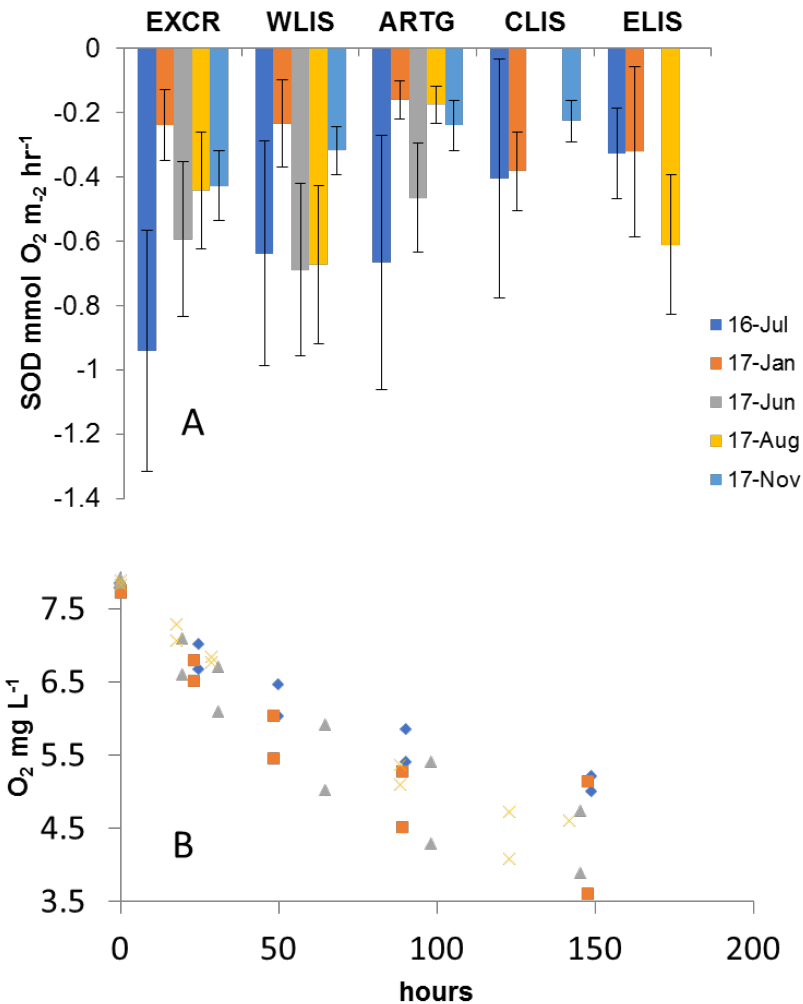 EXCR WLIS ARTG CLIS ELIS
0
-0.2
-0.4
-0.6
-0.8
-1
-1.2
-1.4
SOD mmol O2 m-2 hr-1
A
16-Jul
17-Jan
17-Jun
17-Aug
17-Nov
7.5
6.5
5.5
4.5
3.5
O2 mg L-1
B
0 50 100 150 200
hours